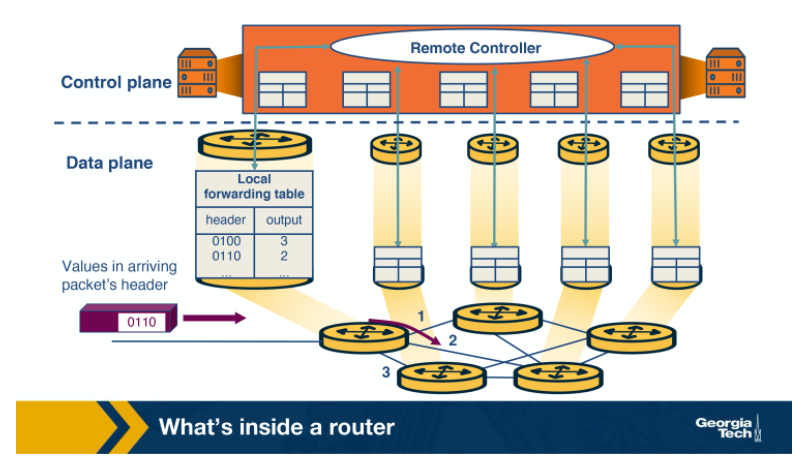 Remote Controller
Control plane
Data plane
Local
forwarding table
header output
0100 3
0110 2
... ...
Values in arriving
packet's header
0110
1
2
3
What's inside a router
Georgia
Tech